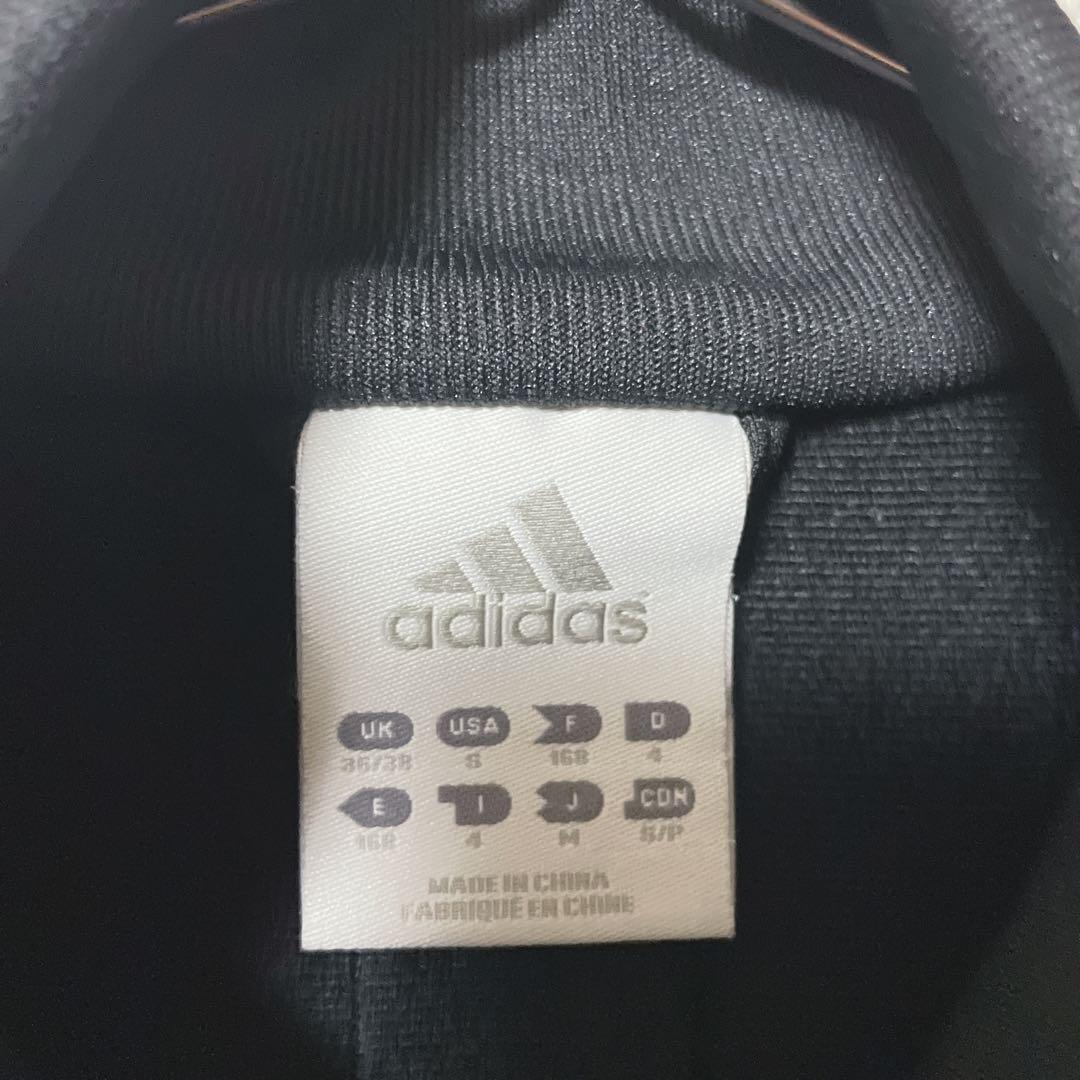 adidas
UK USA F D
36/38 S 168 4
E I J CDN
168 4 M S/P
MADE IN CHINA
FABRIQUÉ EN CHINE